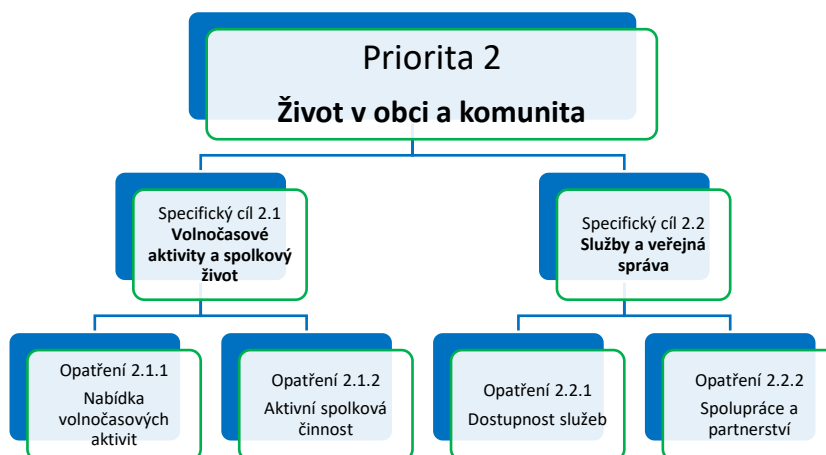 Priorita 2
Život v obci a komunita
Specifický cíl 2.1
Volnočasové
aktivity a spolkový
život
Specifický cíl 2.2
Služby a veřejná
správa
Opatření 2.1.1
Nabídka
volnočasových
aktivit
Opatření 2.1.2
Aktivní spolková
činnost
Opatření 2.2.1
Dostupnost služeb
Opatření 2.2.2
Spolupráce a
partnerství